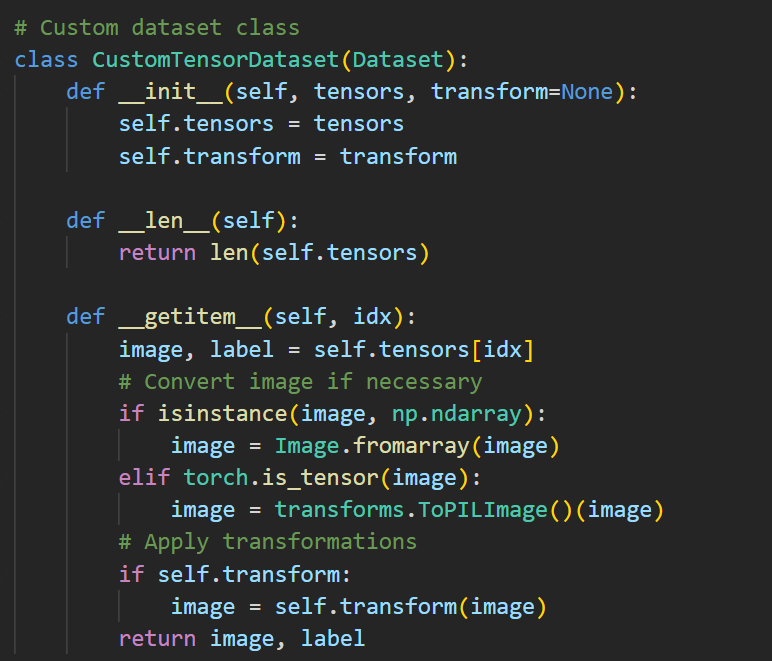 # Custom dataset class
class CustomTensorDataset(Dataset):
    def __init__(self, tensors, transform=None):
        self.tensors = tensors
        self.transform = transform

    def __len__(self):
        return len(self.tensors)

    def __getitem__(self, idx):
        image, label = self.tensors[idx]
        # Convert image if necessary
        if isinstance(image, np.ndarray):
            image = Image.fromarray(image)
        elif torch.is_tensor(image):
            image = transforms.ToPILImage()(image)
        # Apply transformations
        if self.transform:
            image = self.transform(image)
        return image, label